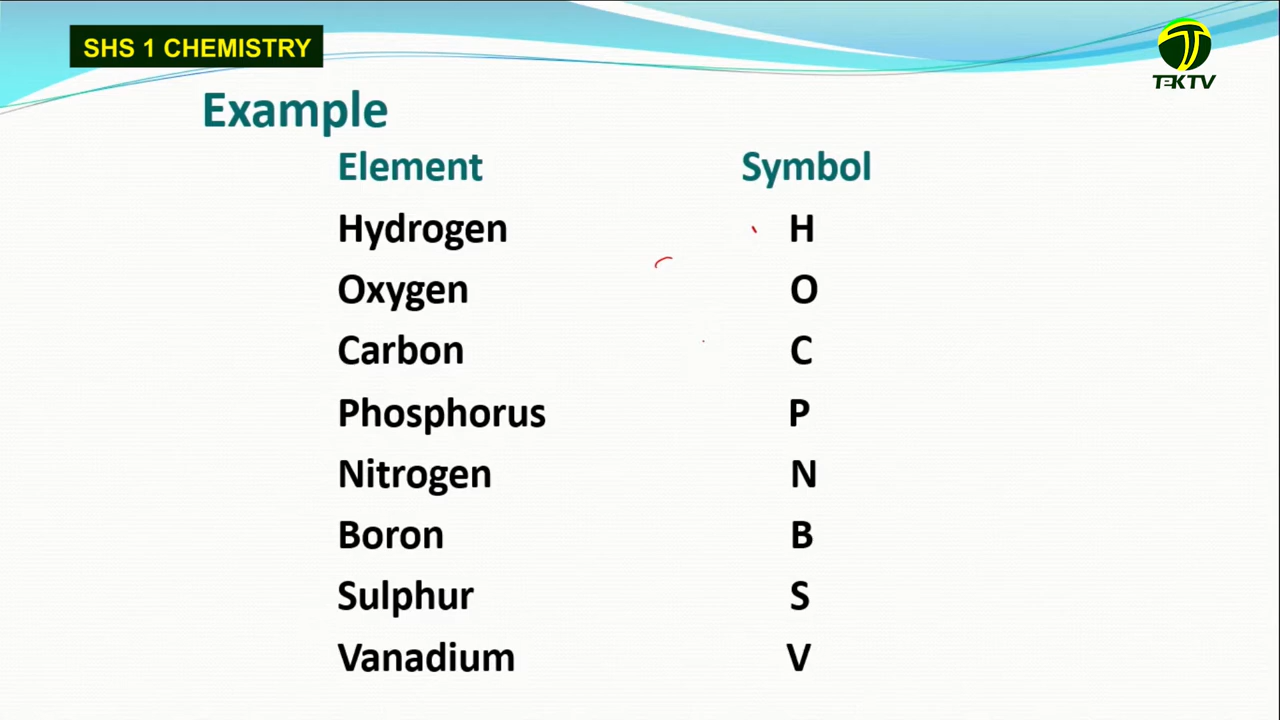 SHS 1 CHEMISTRY
TEKTV
Example
Element Symbol
Hydrogen H
Oxygen O
Carbon C
Phosphorus P
Nitrogen N
Boron B
Sulphur S
Vanadium V